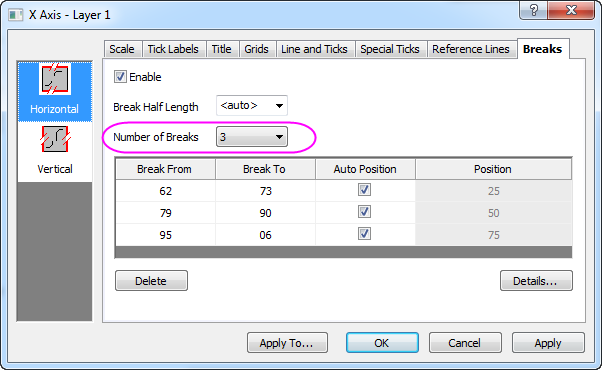 X Axis - Layer 1
Scale Tick Labels Title Grids Line and Ticks Special Ticks Reference Lines Breaks
Horizontal
Vertical
Enable
Break Half Length <auto>
Number of Breaks 3
Break From Break To Auto Position Position
62 73 25
79 90 50
95 06 75
Delete Details...
Apply To... OK Cancel Apply